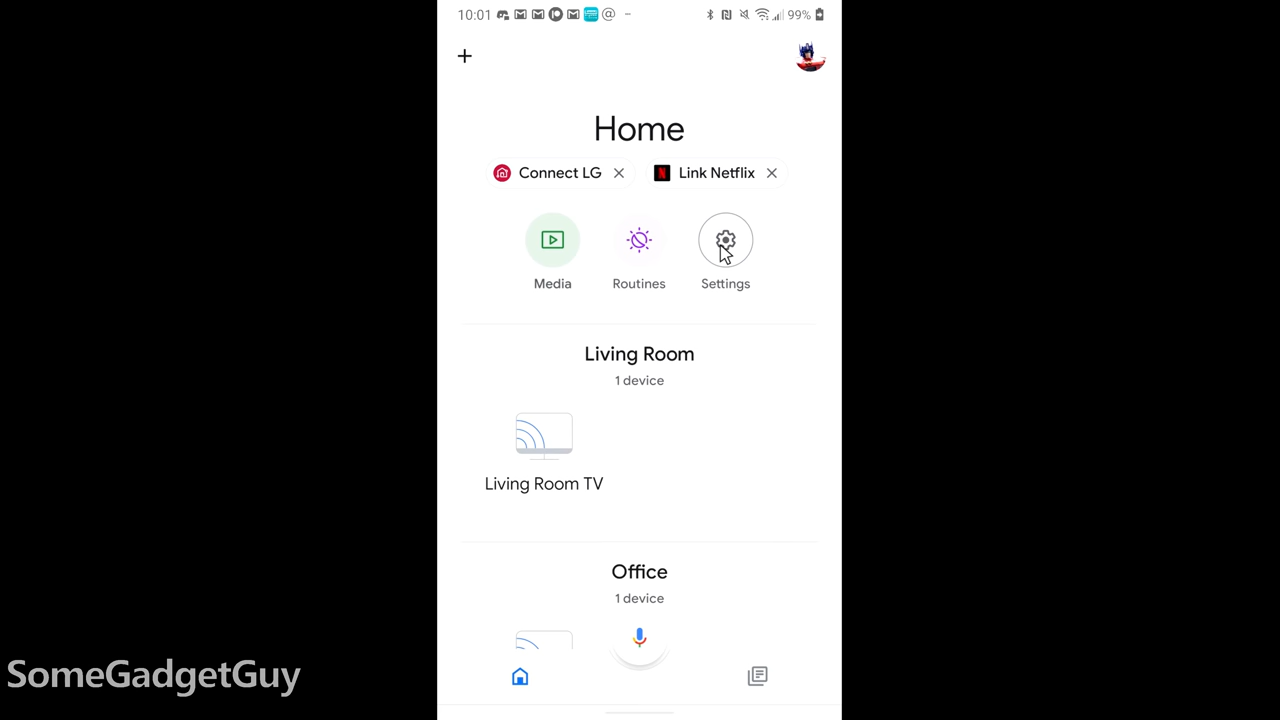 10:01
99%
Home
Connect LG
Link Netflix
Media
Routines
Settings
Living Room
1 device
Living Room TV
Office
1 device
SomeGadgetGuy